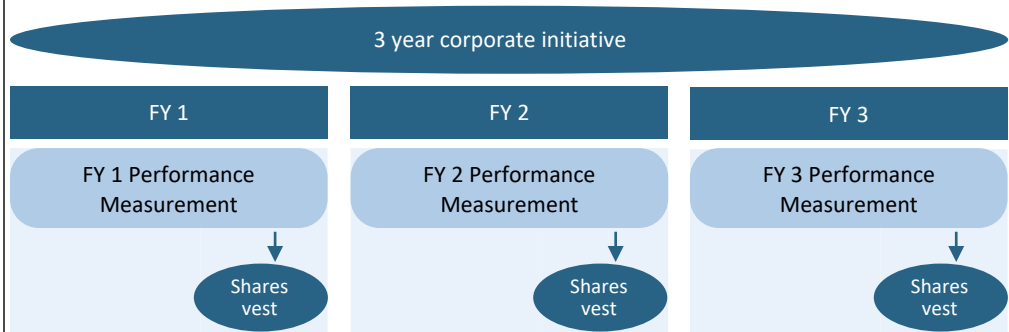 3 year corporate initiative
FY 1
FY 2
FY 3
FY 1 Performance
Measurement
FY 2 Performance
Measurement
FY 3 Performance
Measurement
Shares
vest
Shares
vest
Shares
vest